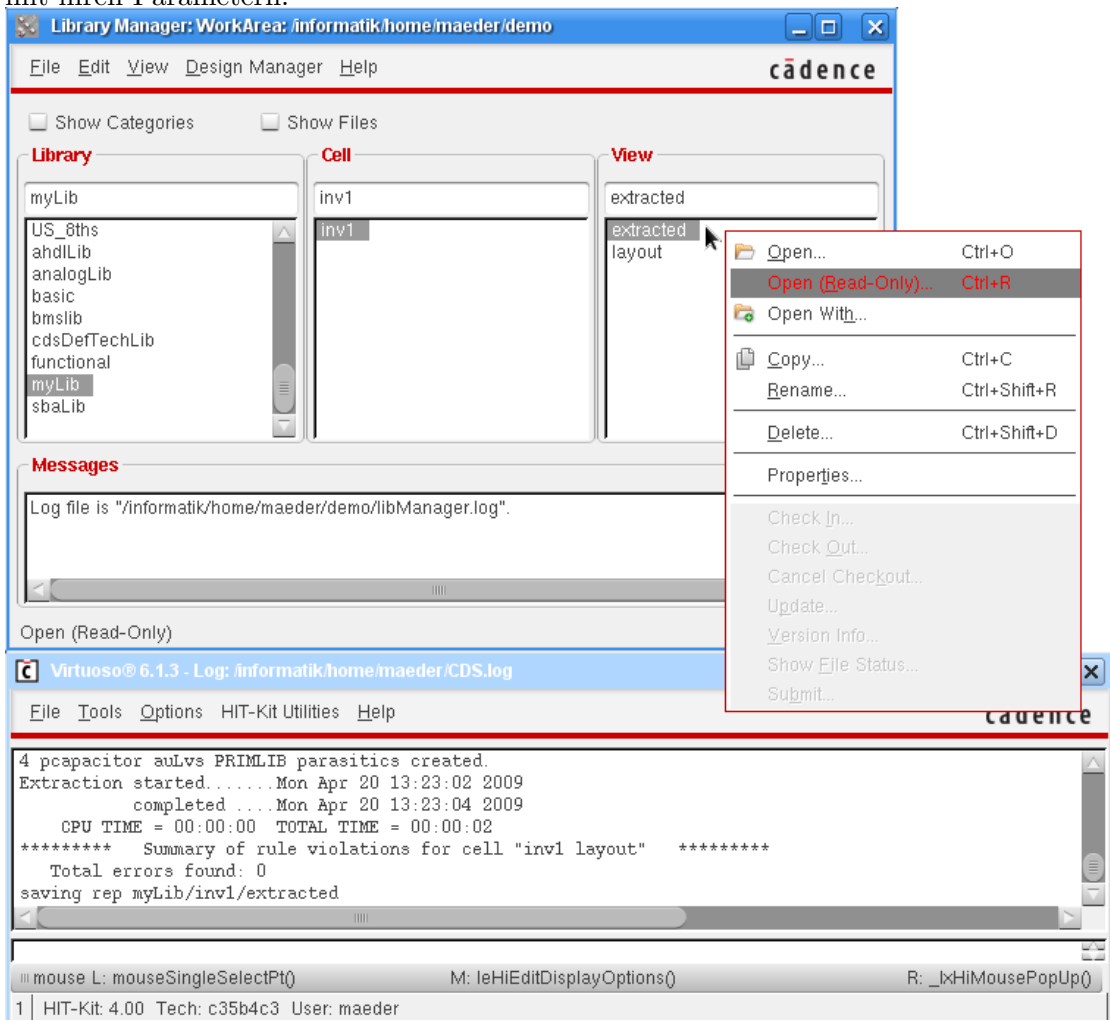 mit ihren Parametern.
Library Manager: WorkArea: /informatik/home/maeder/demo
File Edit View Design Manager Help
cādence
Show Categories Show Files
Library Cell View
myLib inv1 extracted
US_8ths
ahdlLib
analogLib
basic
bmslib
cdsDefTechLib
functional
myLib
sbaLib
inv1
extracted
layout
Open... Ctrl+O
Open (Read-Only)... Ctrl+R
Open With...
Copy... Ctrl+C
Rename... Ctrl+Shift+R
Delete... Ctrl+Shift+D
Properties...
Check In...
Check Out...
Cancel Checkout...
Update...
Version Info...
Show File Status...
Submit...
Messages
Log file is "/informatik/home/maeder/demo/libManager.log".
Open (Read-Only)
Virtuoso® 6.1.3 - Log: /informatik/home/maeder/CDS.log
File Tools Options HIT-Kit Utilities Help
cādence
4 pcapacitor auLvs PRIMLIB parasitics created.
Extraction started.......Mon Apr 20 13:23:02 2009
completed ....Mon Apr 20 13:23:04 2009
CPU TIME = 00:00:00 TOTAL TIME = 00:00:02
********* Summary of rule violations for cell "inv1 layout" *********
Total errors found: 0
saving rep myLib/inv1/extracted
mouse L: mouseSingleSelectPt() M: leHiEditDisplayOptions() R: _lxHiMousePopUp()
1 HIT-Kit: 4.00 Tech: c35b4c3 User: maeder